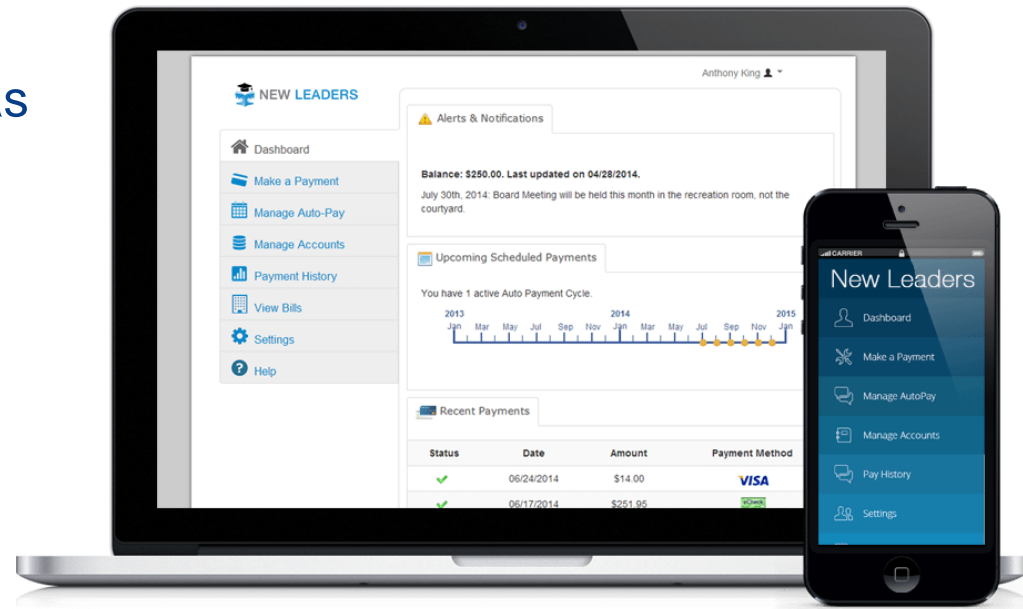 Anthony King
NEW LEADERS
Alerts & Notifications
Dashboard
Make a Payment
Manage Auto-Pay
Manage Accounts
Payment History
View Bills
Settings
Help
Balance: $250.00. Last updated on 04/28/2014.
July 30th, 2014: Board Meeting will be held this month in the recreation room, not the
courtyard.
Upcoming Scheduled Payments
You have 1 active Auto Payment Cycle.
2013 2014 2015
Jan Mar May Jul Sep Nov Jan Mar May Jul Sep Nov Jan
Recent Payments
Status Date Amount Payment Method
06/24/2014 $14.00 VISA
06/17/2014 $251.95 eCheck
CARRIER
New Leaders
Dashboard
Make a Payment
Manage AutoPay
Manage Accounts
Pay History
Settings